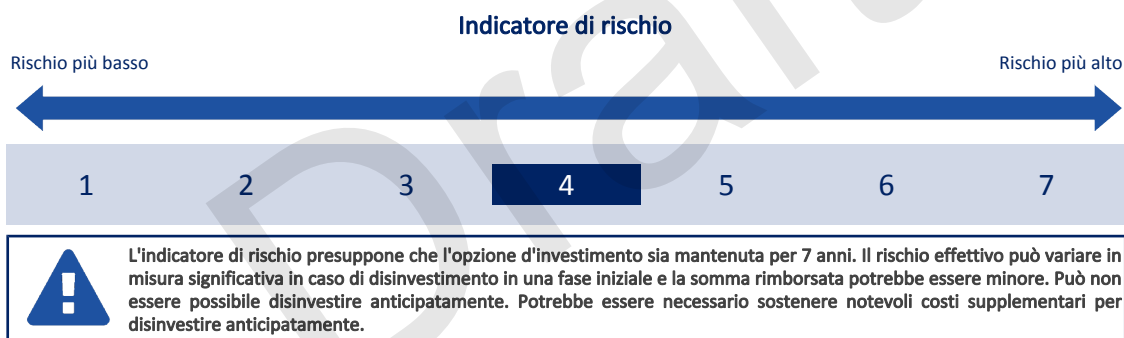 Indicatore di rischio
Rischio più basso
Rischio più alto
1 2 3 4 5 6 7
L'indicatore di rischio presuppone che l'opzione d'investimento sia mantenuta per 7 anni. Il rischio effettivo può variare in
misura significativa in caso di disinvestimento in una fase iniziale e la somma rimborsata potrebbe essere minore. Può non
essere possibile disinvestire anticipatamente. Potrebbe essere necessario sostenere notevoli costi supplementari per
disinvestire anticipatamente.